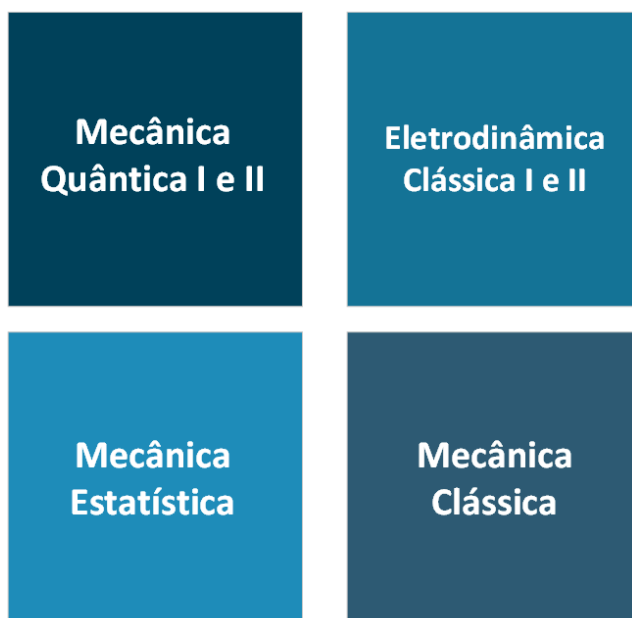 Mecânica
Quântica I e II
Eletrodinâmica
Clássica I e II
Mecânica
Estatística
Mecânica
Clássica